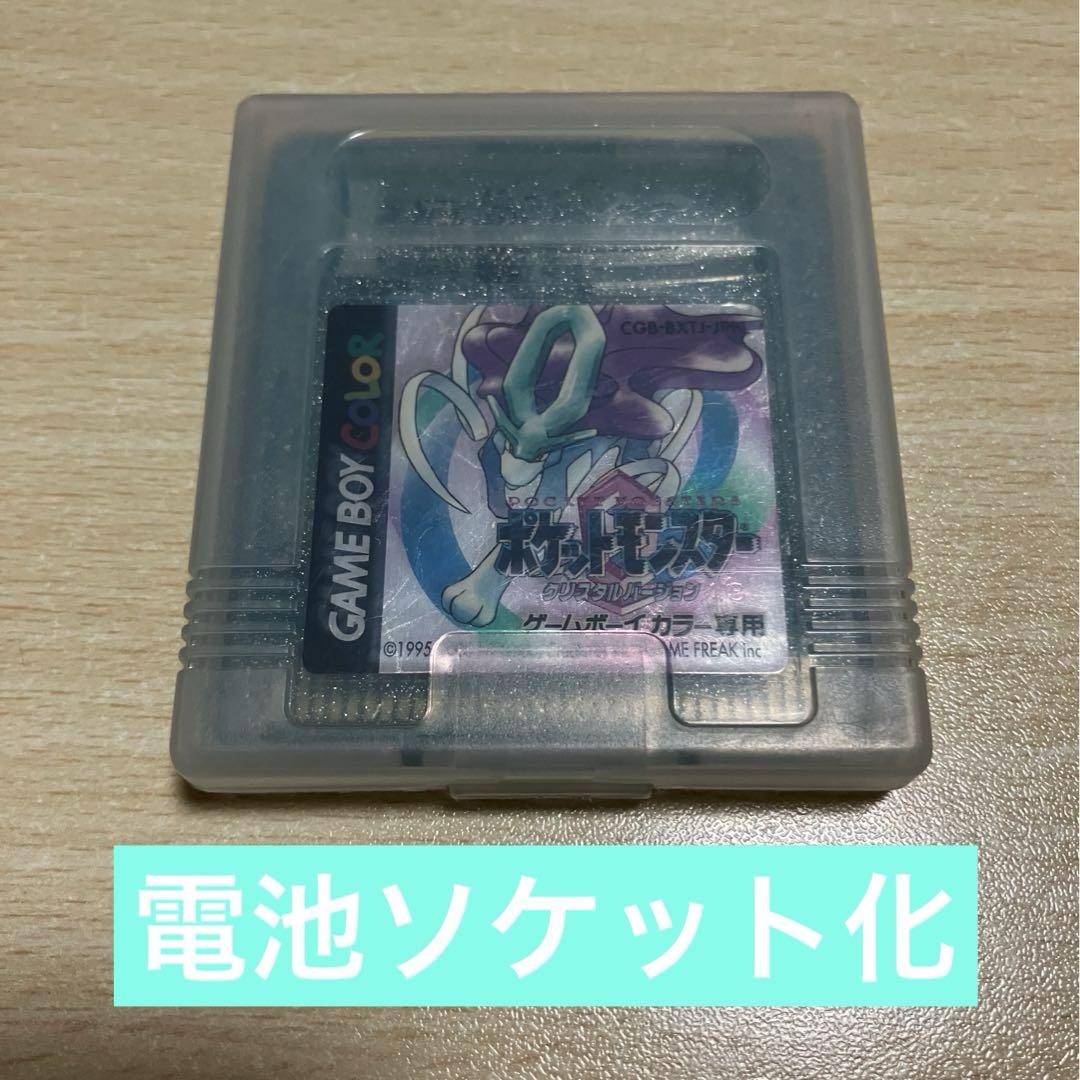 CGB-BXTJ-JPN
GAME BOY COLOR
POCKET MONSTERS
ポケットモンスター
クリスタルバージョン
ゲームボーイカラー専用
©1995
GAME FREAK inc
電池ソケット化